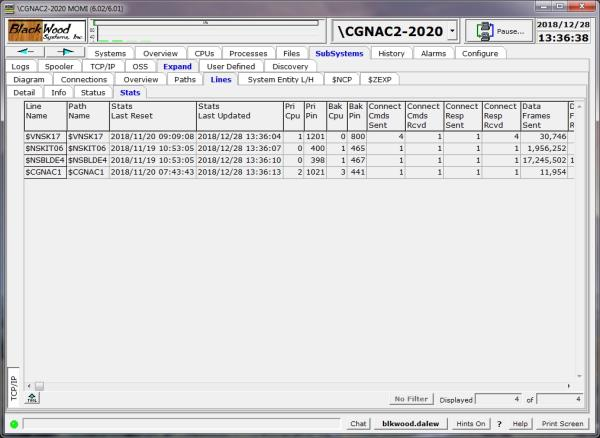 \CGNAC2-2020 MOMI (6.02/6.01)
BlackWood
Systems, Inc.
\CGNAC2-2020
Pause...
2018/12/28
13:36:38
Systems Overview CPUs Processes Files SubSystems History Alarms Configure
Logs Spooler TCP/IP OSS Expand User Defined Discovery
Diagram Connections Overview Paths Lines System Entity L/H $NCP $ZEXP
Detail Info Status Stats
Line Path Stats Stats Pri Pri Bak Bak Connect Connect Connect Connect Data D
Name Name Last Reset Last Updated Cpu Pin Cpu Pin Cmds Cmds Resp Resp Frames F
Sent Rcvd Sent Rcvd Sent R
$VNSK17 $VNSK17 2018/11/20 09:09:08 2018/12/28 13:36:04 1 1201 0 800 4 1 1 4 30,746
$NSKIT06 $NSKIT06 2018/11/19 10:53:05 2018/12/28 13:36:07 0 400 1 465 1 1 1 1 1,956,252
$NSBLDE4 $NSBLDE4 2018/11/19 10:53:05 2018/12/28 13:36:10 0 398 1 467 1 1 1 1 17,245,502 1
$CGNAC1 $CGNAC1 2018/11/20 07:43:43 2018/12/28 13:36:13 2 1021 3 441 1 1 1 1 11,954
TCP/IP
No Filter Displayed 4 of 4
Chat blkwood.dalew Hints On ? Help Print Screen